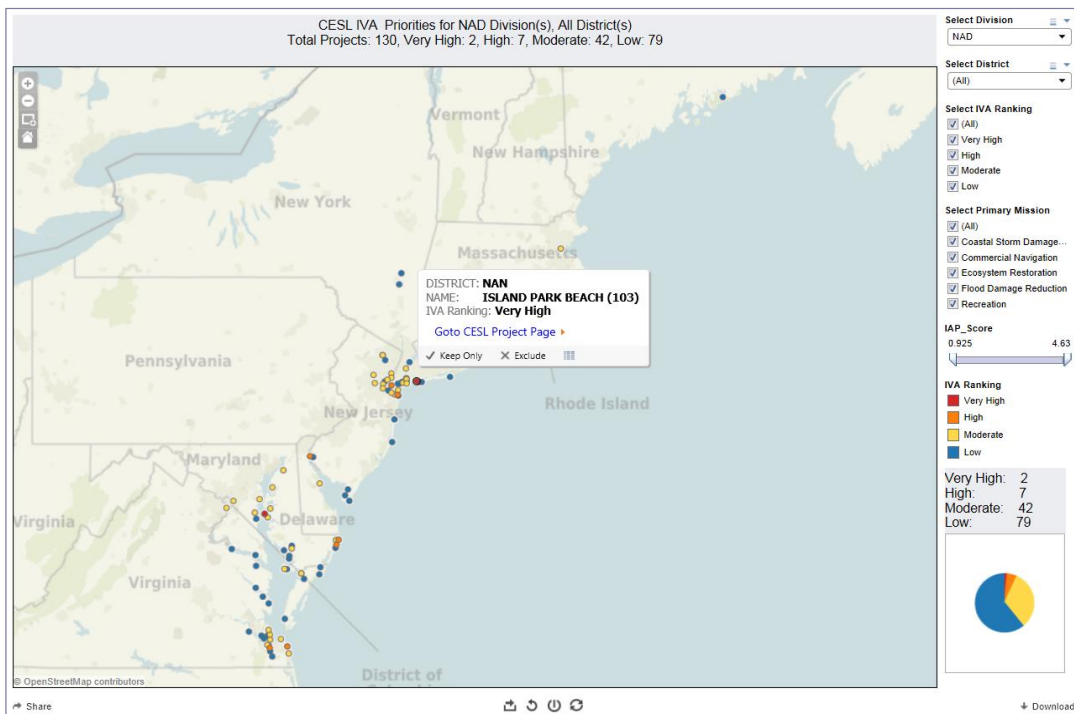 CESL IVA Priorities for NAD Division(s), All District(s)
Total Projects: 130, Very High: 2, High: 7, Moderate: 42, Low: 79
Select Division
NAD
Select District
(All)
Select IVA Ranking
(All)
Very High
High
Moderate
Low
Select Primary Mission
(All)
Coastal Storm Damage...
Commercial Navigation
Ecosystem Restoration
Flood Damage Reduction
Recreation
IAP_Score
0.925 4.63
IVA Ranking
Very High
High
Moderate
Low
Very High: 2
High: 7
Moderate: 42
Low: 79
Vermont
New Hampshire
New York
Massachusetts
DISTRICT: NAN
NAME: ISLAND PARK BEACH (103)
IVA Ranking: Very High
Goto CESL Project Page
Keep Only Exclude
Pennsylvania
Rhode Island
New Jersey
Maryland
Virginia
Delaware
Virginia
District of
© OpenStreetMap contributors
Share
Download